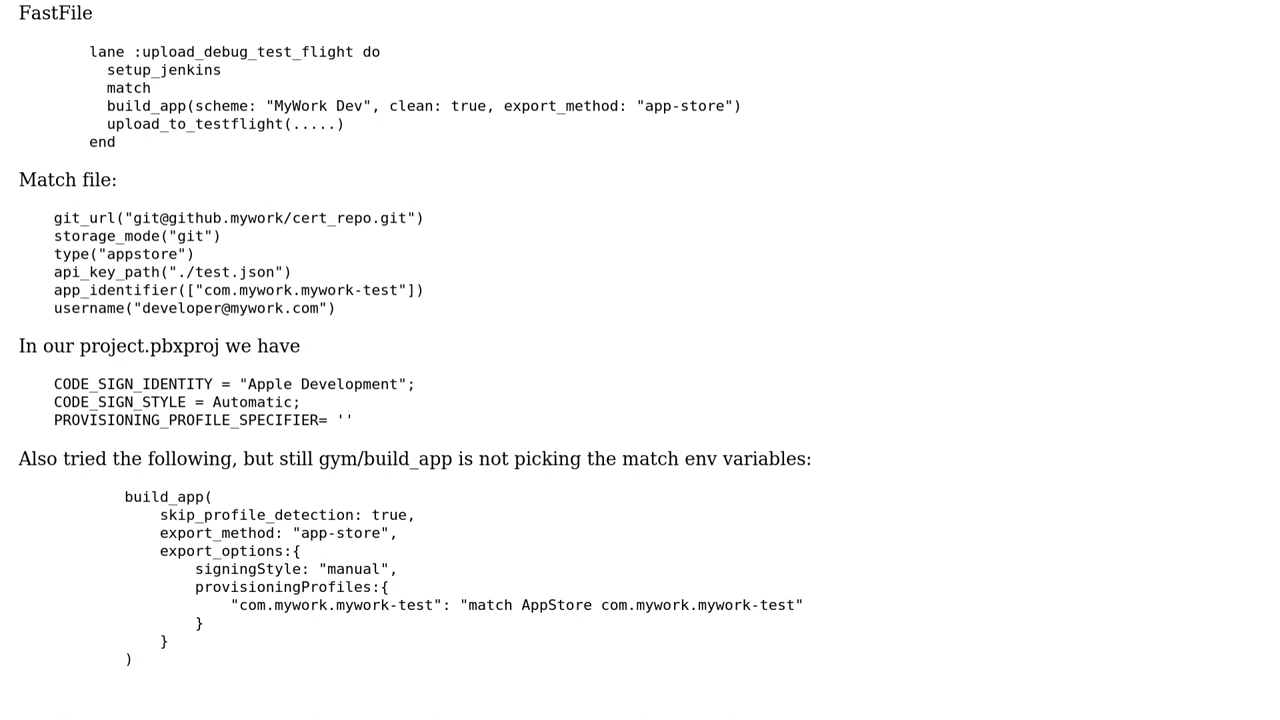 FastFile
lane :upload_debug_test_flight do
setup_jenkins
match
build_app(scheme: "MyWork Dev", clean: true, export_method: "app-store")
upload_to_testflight(.....)
end
Match file:
git_url("git@github.mywork/cert_repo.git")
storage_mode("git")
type("appstore")
api_key_path("./test.json")
app_identifier(["com.mywork.mywork-test"])
username("developer@mywork.com")
In our project.pbxproj we have
CODE_SIGN_IDENTITY = "Apple Development";
CODE_SIGN_STYLE = Automatic;
PROVISIONING_PROFILE_SPECIFIER= ''
Also tried the following, but still gym/build_app is not picking the match env variables:
build_app(
skip_profile_detection: true,
export_method: "app-store",
export_options:{
signingStyle: "manual",
provisioningProfiles:{
"com.mywork.mywork-test": "match AppStore com.mywork.mywork-test"
}
}
)